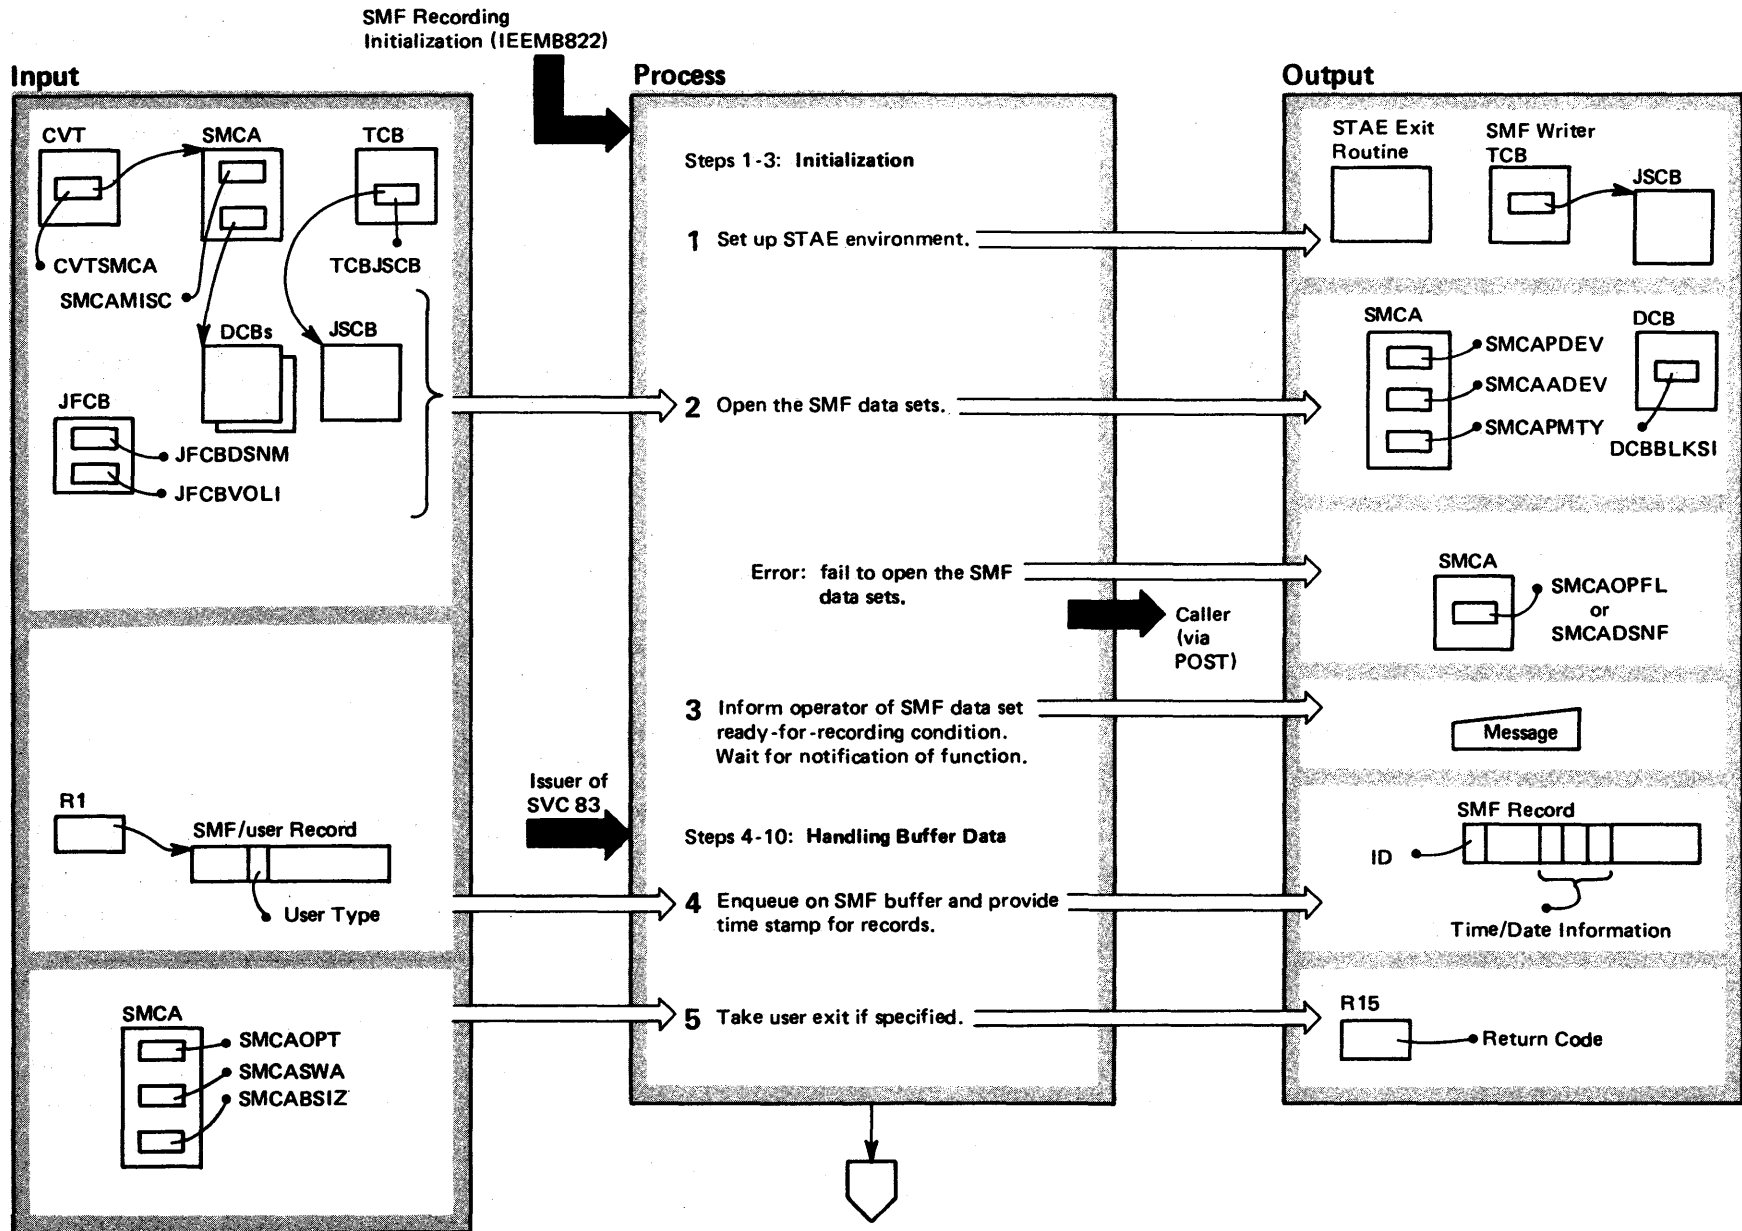 SMF Recording
Initialization (IEEMB822)
Input
Process
Output
CVT
SMCA
TCB
CVTSMCA
SMCAMISC
TCBJSCB
DCBs
JSCB
JFCB
JFCBDSNM
JFCBVOLI
Steps 1-3: Initialization
1 Set up STAE environment.
STAE Exit
Routine
SMF Writer
TCB
JSCB
2 Open the SMF data sets.
SMCA
SMCAPDEV
SMCAADEV
SMCAPMTY
DCB
DCBBLKSI
Error: fail to open the SMF
data sets.
Caller
(via
POST)
SMCA
SMCAOPFL
or
SMCADSNF
3 Inform operator of SMF data set
ready-for-recording condition.
Wait for notification of function.
Message
Issuer of
SVC 83
R1
SMF/user Record
User Type
Steps 4-10: Handling Buffer Data
4 Enqueue on SMF buffer and provide
time stamp for records.
SMF Record
ID
Time/Date Information
SMCA
SMCAOPT
SMCASWA
SMCABSIZ
5 Take user exit if specified.
R15
Return Code